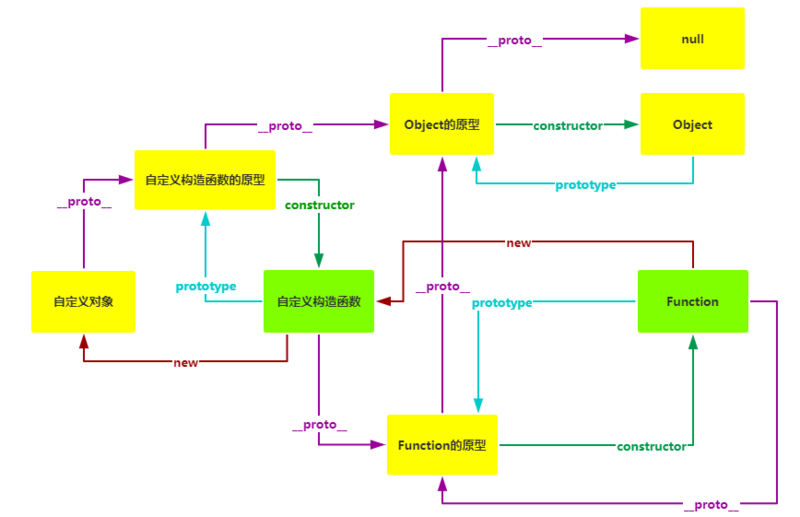 __proto__
null
__proto__
Object的原型
constructor
Object
自定义构造函数的原型
prototype
__proto__
constructor
new
prototype
__proto__
prototype
自定义对象
自定义构造函数
Function
new
__proto__
Function的原型
constructor
__proto__